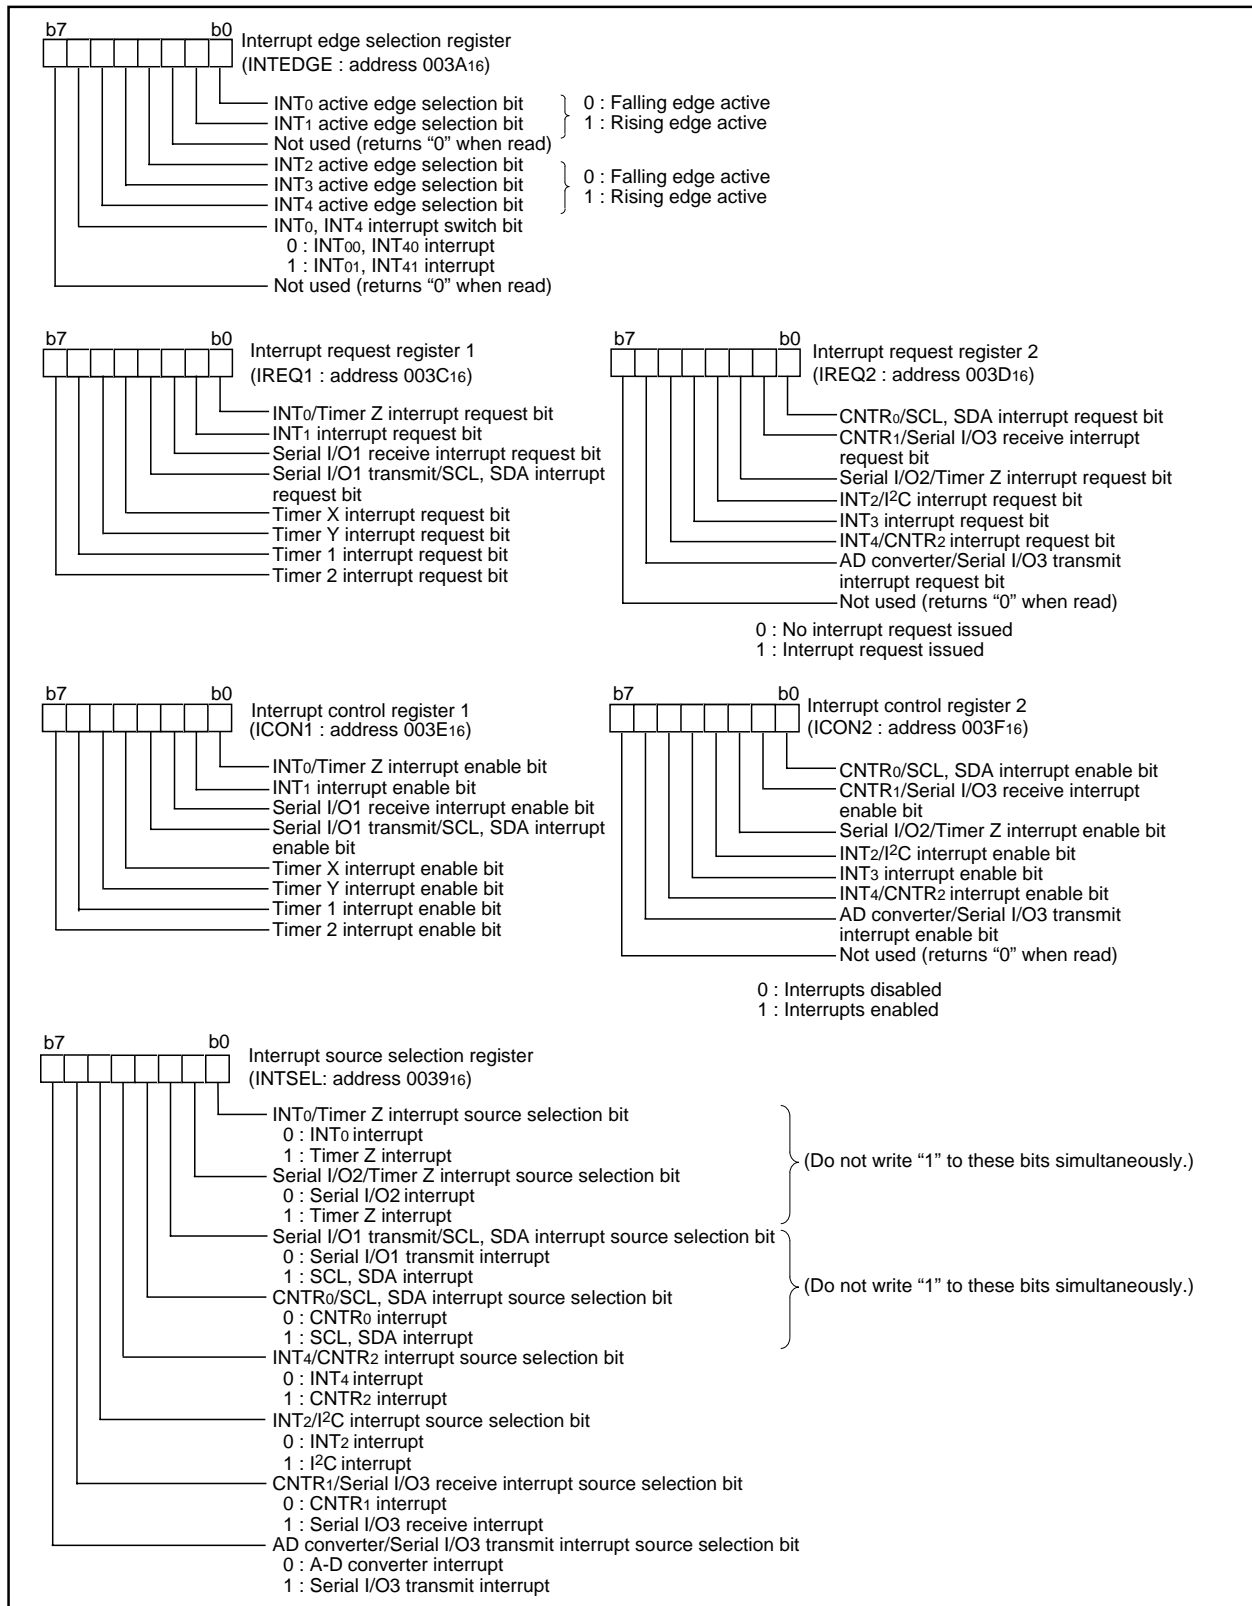 b7 b0
Interrupt edge selection register
(INTEDGE : address 003A16)
INT0 active edge selection bit
INT1 active edge selection bit
0 : Falling edge active
1 : Rising edge active
Not used (returns “0” when read)
INT2 active edge selection bit
INT3 active edge selection bit
INT4 active edge selection bit
0 : Falling edge active
1 : Rising edge active
INT0, INT4 interrupt switch bit
0 : INT00, INT40 interrupt
1 : INT01, INT41 interrupt
Not used (returns “0” when read)
b7 b0
Interrupt request register 1
(IREQ1 : address 003C16)
INT0/Timer Z interrupt request bit
INT1 interrupt request bit
Serial I/O1 receive interrupt request bit
Serial I/O1 transmit/SCL, SDA interrupt
request bit
Timer X interrupt request bit
Timer Y interrupt request bit
Timer 1 interrupt request bit
Timer 2 interrupt request bit
b7 b0
Interrupt request register 2
(IREQ2 : address 003D16)
CNTR0/SCL, SDA interrupt request bit
CNTR1/Serial I/O3 receive interrupt
request bit
Serial I/O2/Timer Z interrupt request bit
INT2/I2C interrupt request bit
INT3 interrupt request bit
INT4/CNTR2 interrupt request bit
AD converter/Serial I/O3 transmit
interrupt request bit
Not used (returns “0” when read)
0 : No interrupt request issued
1 : Interrupt request issued
b7 b0
Interrupt control register 1
(ICON1 : address 003E16)
INT0/Timer Z interrupt enable bit
INT1 interrupt enable bit
Serial I/O1 receive interrupt enable bit
Serial I/O1 transmit/SCL, SDA interrupt
enable bit
Timer X interrupt enable bit
Timer Y interrupt enable bit
Timer 1 interrupt enable bit
Timer 2 interrupt enable bit
b7 b0
Interrupt control register 2
(ICON2 : address 003F16)
CNTR0/SCL, SDA interrupt enable bit
CNTR1/Serial I/O3 receive interrupt
enable bit
Serial I/O2/Timer Z interrupt enable bit
INT2/I2C interrupt enable bit
INT3 interrupt enable bit
INT4/CNTR2 interrupt enable bit
AD converter/Serial I/O3 transmit
interrupt enable bit
Not used (returns “0” when read)
0 : Interrupts disabled
1 : Interrupts enabled
b7 b0
Interrupt source selection register
(INTSEL: address 003916)
INT0/Timer Z interrupt source selection bit
0 : INT0 interrupt
1 : Timer Z interrupt
Serial I/O2/Timer Z interrupt source selection bit
0 : Serial I/O2 interrupt
1 : Timer Z interrupt
(Do not write “1” to these bits simultaneously.)
Serial I/O1 transmit/SCL, SDA interrupt source selection bit
0 : Serial I/O1 transmit interrupt
1 : SCL, SDA interrupt
CNTR0/SCL, SDA interrupt source selection bit
0 : CNTR0 interrupt
1 : SCL, SDA interrupt
(Do not write “1” to these bits simultaneously.)
INT4/CNTR2 interrupt source selection bit
0 : INT4 interrupt
1 : CNTR2 interrupt
INT2/I2C interrupt source selection bit
0 : INT2 interrupt
1 : I2C interrupt
CNTR1/Serial I/O3 receive interrupt source selection bit
0 : CNTR1 interrupt
1 : Serial I/O3 receive interrupt
AD converter/Serial I/O3 transmit interrupt source selection bit
0 : A-D converter interrupt
1 : Serial I/O3 transmit interrupt